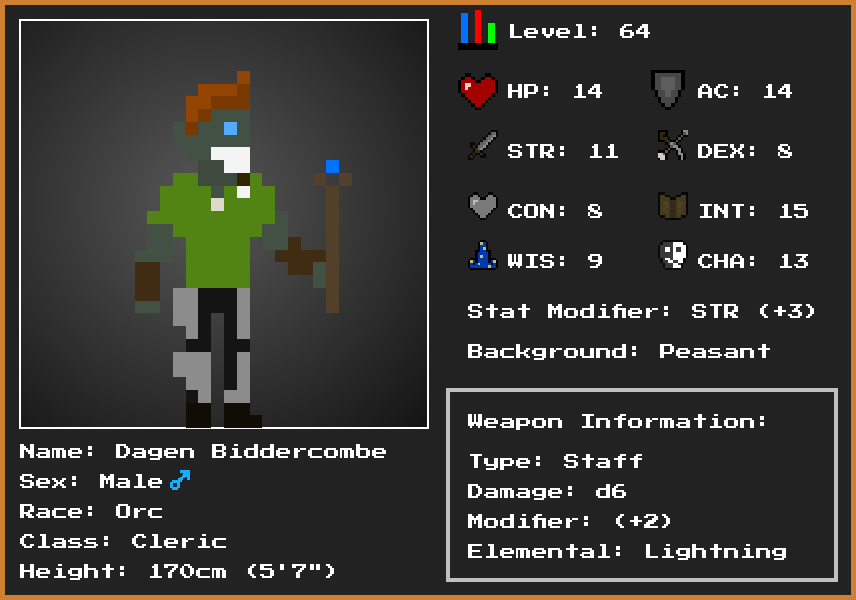 Level: 64
HP: 14
AC: 14
STR: 11
DEX: 8
CON: 8
INT: 15
WIS: 9
CHA: 13
Stat Modifier: STR (+3)
Background: Peasant
Weapon Information:
Type: Staff
Damage: d6
Modifier: (+2)
Elemental: Lightning
Name: Dagen Biddercombe
Sex: Male ♂
Race: Orc
Class: Cleric
Height: 170cm (5'7")